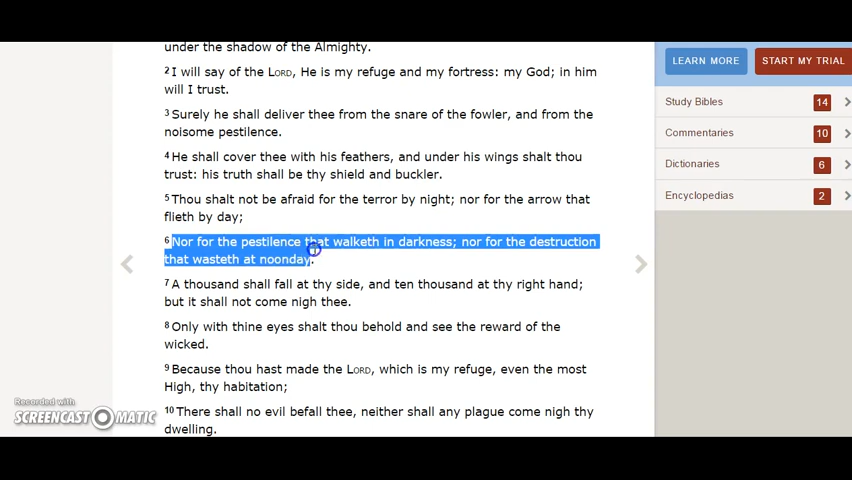 under the shadow of the Almighty.
2 I will say of the LORD, He is my refuge and my fortress: my God; in him
will I trust.
3 Surely he shall deliver thee from the snare of the fowler, and from the
noisome pestilence.
4 He shall cover thee with his feathers, and under his wings shalt thou
trust: his truth shall be thy shield and buckler.
5 Thou shalt not be afraid for the terror by night; nor for the arrow that
flieth by day;
6 Nor for the pestilence that walketh in darkness; nor for the destruction
that wasteth at noonday.
7 A thousand shall fall at thy side, and ten thousand at thy right hand;
but it shall not come nigh thee.
8 Only with thine eyes shalt thou behold and see the reward of the
wicked.
9 Because thou hast made the LORD, which is my refuge, even the most
High, thy habitation;
10 There shall no evil befall thee, neither shall any plague come nigh thy
dwelling.
LEARN MORE START MY TRIAL
Study Bibles 14
Commentaries 10
Dictionaries 6
Encyclopedias 2
Recorded with
SCREENCAST MATIC